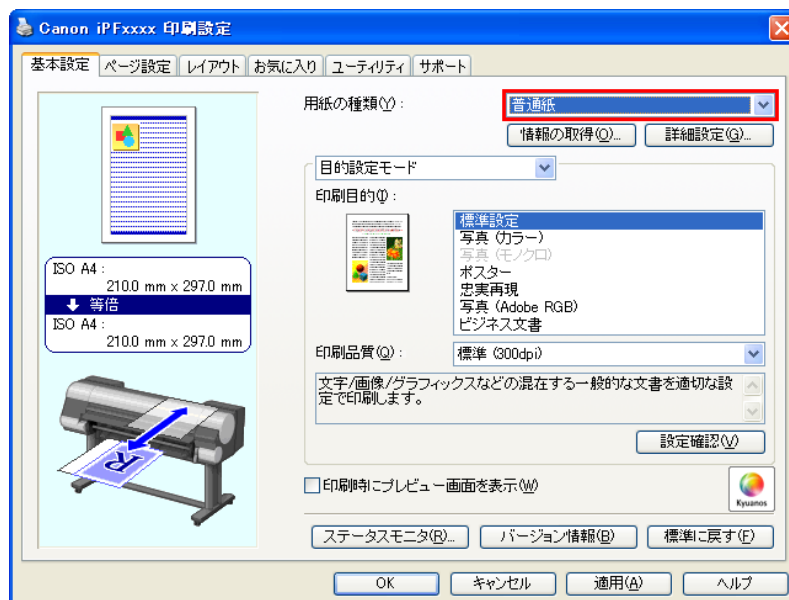 Canon iPFxxxx 印刷設定
基本設定 ページ設定 レイアウト お気に入り ユーティリティ サポート
用紙の種類(Y):
普通紙
情報の取得(O)... 詳細設定(G)...
目的設定モード
印刷目的(I):
標準設定
写真 (カラー)
写真 (モノクロ)
ポスター
忠実再現
写真 (Adobe RGB)
ビジネス文書
ISO A4 :
210.0 mm x 297.0 mm
等倍
ISO A4 :
210.0 mm x 297.0 mm
印刷品質(Q):
標準 (300dpi)
文字/画像/グラフィックスなどの混在する一般的な文書を適切な設
定で印刷します。
設定確認(V)
印刷時にプレビュー画面を表示(W)
Kyuanos
ステータスモニタ(R)... バージョン情報(B) 標準に戻す(F)
OK キャンセル 適用(A) ヘルプ
R